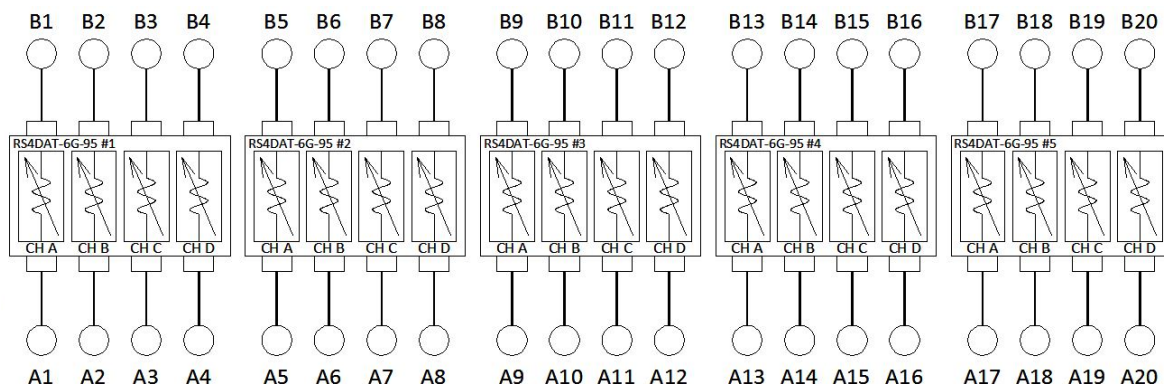 B1 B2 B3 B4 B5 B6 B7 B8 B9 B10 B11 B12 B13 B14 B15 B16 B17 B18 B19 B20
RS4DAT-6G-95 #1 RS4DAT-6G-95 #2 RS4DAT-6G-95 #3 RS4DAT-6G-95 #4 RS4DAT-6G-95 #5
CH A CH B CH C CH D CH A CH B CH C CH D CH A CH B CH C CH D CH A CH B CH C CH D CH A CH B CH C CH D
A1 A2 A3 A4 A5 A6 A7 A8 A9 A10 A11 A12 A13 A14 A15 A16 A17 A18 A19 A20